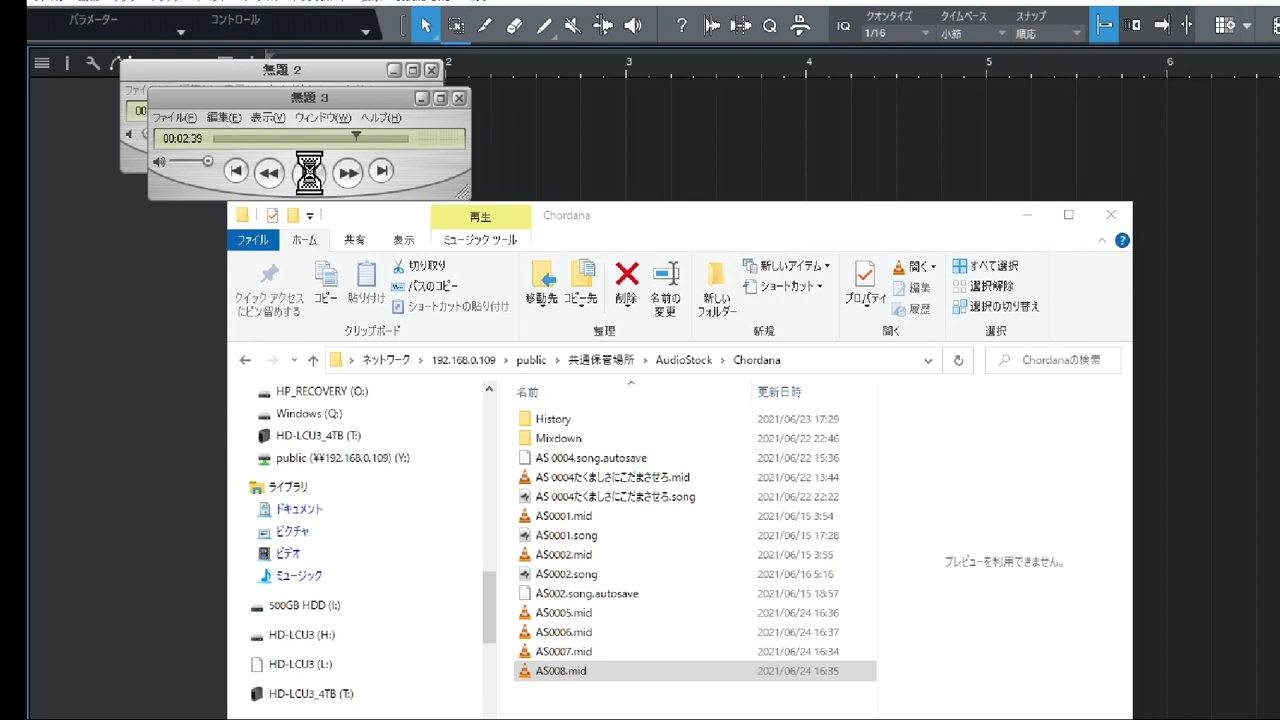 パラメーター
コントロール
IQ
クオンタイズ
1/16
タイムベース
小節
スナップ
順応
2
3
4
5
6
無題 2
00
無題 3
ファイル(F) 編集(E) 表示(V) ウィンドウ(W) ヘルプ(H)
00:02:39
再生
Chordana
ファイル ホーム 共有 表示 ミュージック ツール
クイック アクセス
にピン留めする
コピー
貼り付け
切り取り
パスのコピー
ショートカットの貼り付け
クリップボード
移動先
コピー先
削除
名前の
変更
整理
新しい
フォルダー
新しいアイテム
ショートカット
新規
プロパティ
開く
編集
履歴
開く
すべて選択
選択解除
選択の切り替え
選択
ネットワーク > 192.168.0.109 > public > 共通保管場所 > AudioStock > Chordana
Chordanaの検索
HP_RECOVERY (O:)
Windows (Q:)
HD-LCU3_4TB (T:)
public (¥¥192.168.0.109) (Y:)
ライブラリ
ドキュメント
ピクチャ
ビデオ
ミュージック
500GB HDD (I:)
HD-LCU3 (H:)
HD-LCU3 (L:)
HD-LCU3_4TB (T:)
名前 更新日時
History 2021/06/23 17:29
Mixdown 2021/06/22 22:46
AS 0004.song.autosave 2021/06/22 15:36
AS 0004たくましさにこだまさせろ.mid 2021/06/22 13:44
AS 0004たくましさにこだまさせろ.song 2021/06/22 22:22
AS0001.mid 2021/06/15 3:54
AS0001.song 2021/06/15 17:28
AS0002.mid 2021/06/15 3:55
AS0002.song 2021/06/16 5:16
AS002.song.autosave 2021/06/15 18:57
AS0005.mid 2021/06/24 16:36
AS0006.mid 2021/06/24 16:37
AS0007.mid 2021/06/24 16:34
AS008.mid 2021/06/24 16:35
プレビューを利用できません。